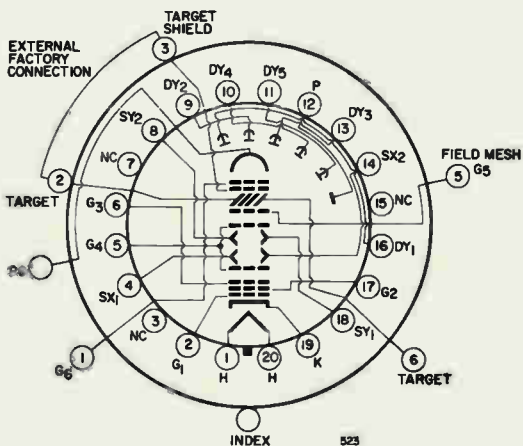 EXTERNAL
FACTORY
CONNECTION
TARGET
SHIELD
3
DY2
9
DY4
10
DY5
11
P
12
DY3
13
SX2
14
FIELD MESH
5 G5
NC
15
16 DY1
17 G2
18
SY1
6
TARGET
19
K
20
H
1
H
2
G1
3
NC
4
SX1
G4 5
G3 6
7
NC
8
SY2
2
TARGET
1
G6
INDEX
523